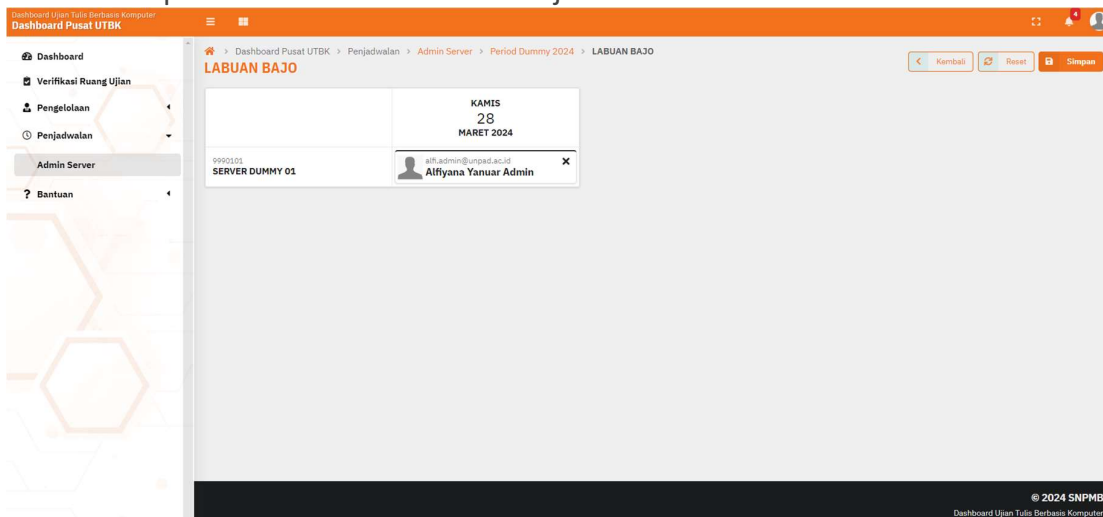 Dashboard Ujian Tulis Berbasis Komputer
Dashboard Pusat UTBK
4
Dashboard
Verifikasi Ruang Ujian
Pengelolaan
Penjadwalan
Admin Server
? Bantuan
> Dashboard Pusat UTBK > Penjadwalan > Admin Server > Period Dummy 2024 > LABUAN BAJO
LABUAN BAJO
Kembali
Reset
Simpan
KAMIS
28
MARET 2024
9990101
SERVER DUMMY 01
alfi.admin@unpad.ac.id
Alfiyana Yanuar Admin
© 2024 SNPMB
Dashboard Ujian Tulis Berbasis Komputer